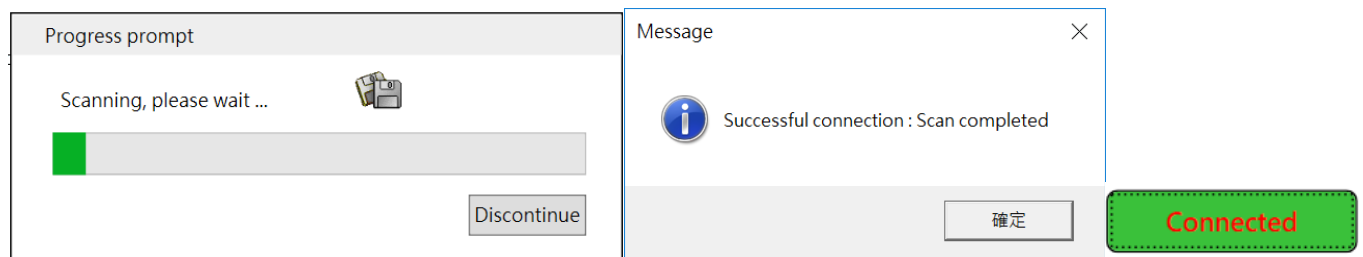 Progress prompt
Scanning, please wait ...
Discontinue
Message
Successful connection : Scan completed
確定
Connected